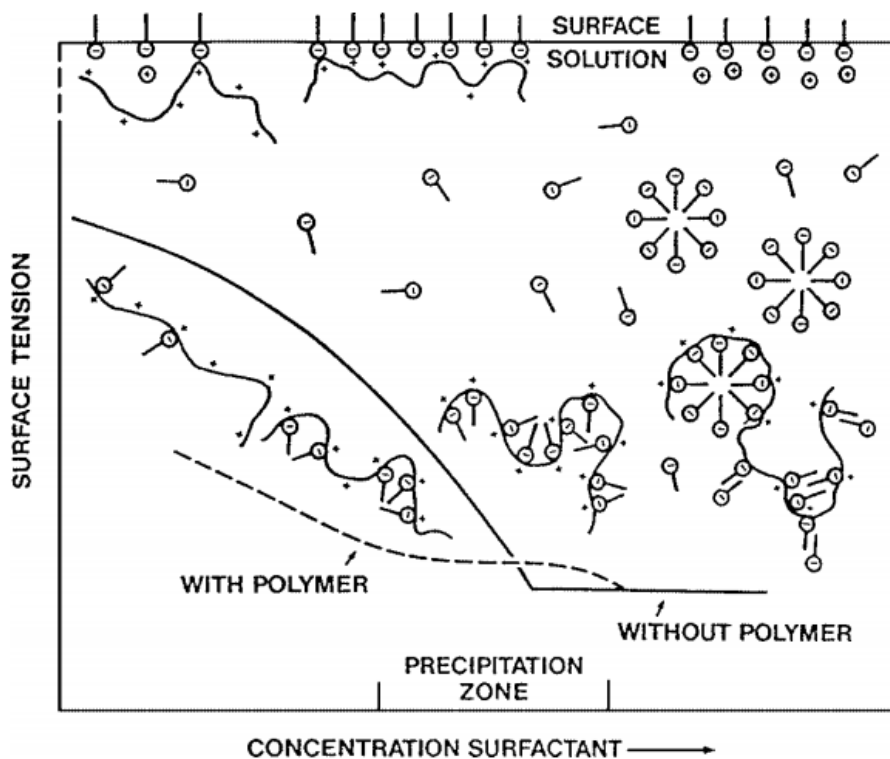 SURFACE
SOLUTION
SURFACE TENSION
WITH POLYMER
WITHOUT POLYMER
PRECIPITATION
ZONE
CONCENTRATION SURFACTANT